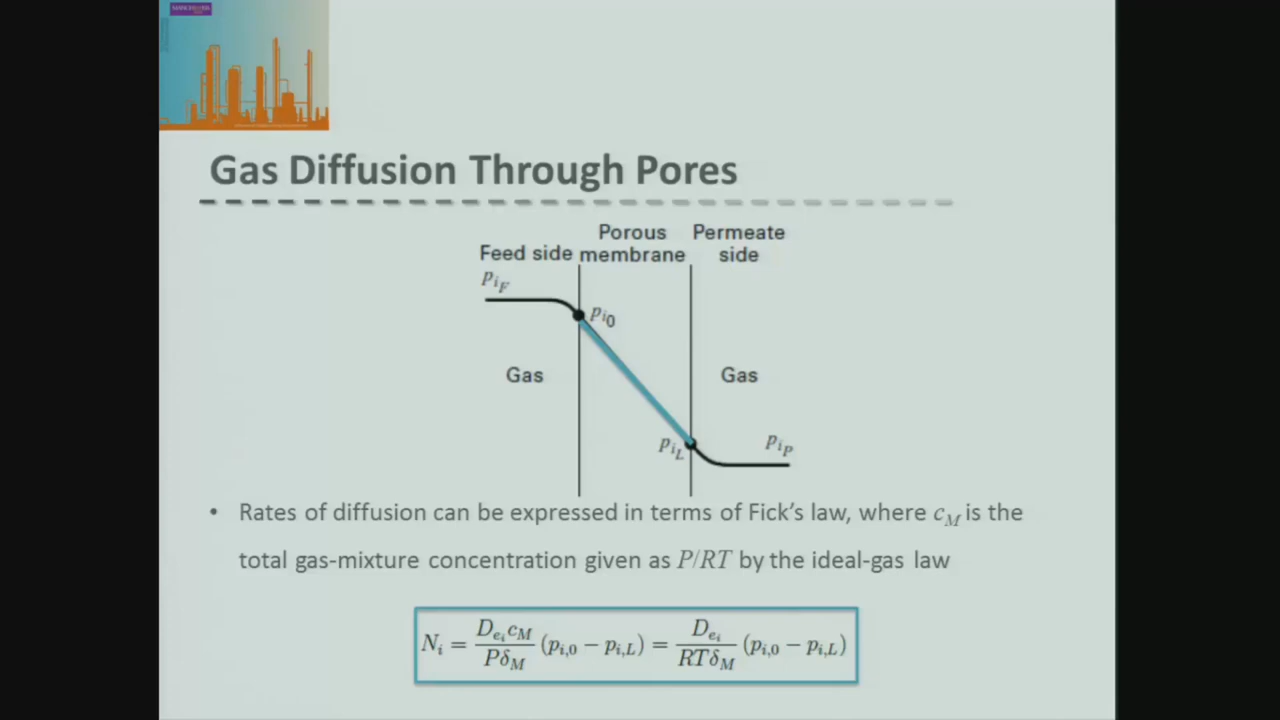 Gas Diffusion Through Pores
Porous Permeate
Feed side membrane side
p_{i_F}
p_{i_0}
Gas Gas
p_{i_L} p_{i_P}
• Rates of diffusion can be expressed in terms of Fick's law, where c_M is the
total gas-mixture concentration given as P/RT by the ideal-gas law
N_i = \frac{D_{e_i} c_M}{P δ_M} (p_{i,0} − p_{i,L}) = \frac{D_{e_i}}{RT δ_M} (p_{i,0} − p_{i,L})